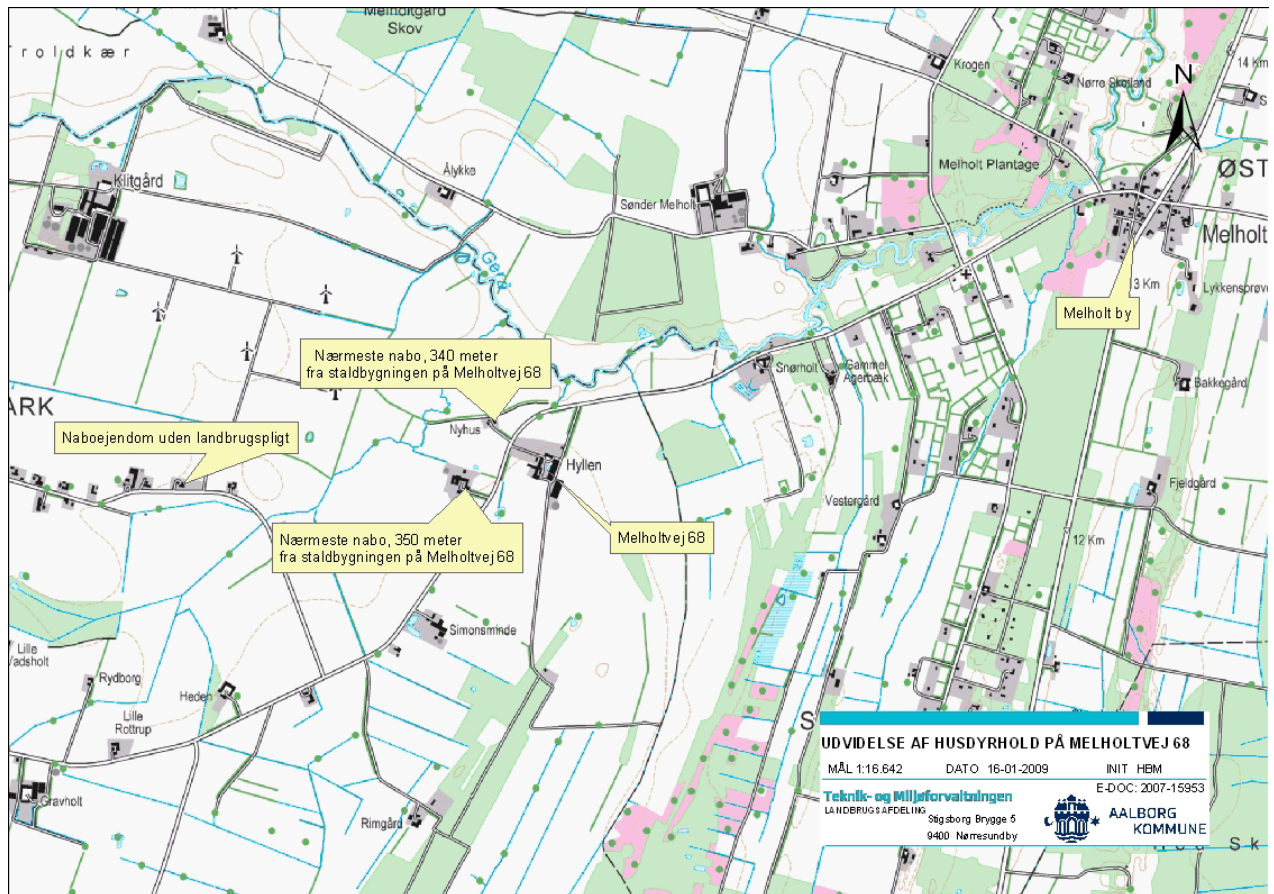 Melholtgård
Skov
Troldkær
Krogen
14 Km
Nørre Skotland
N
Klitgård
Ålykke
Sønder Melholt
Melholt Plantage
ØST
Melholt
Gerå
13 Km
Lykkensprøve
Melholt by
Nærmeste nabo, 340 meter
fra staldbygningen på Melholtvej 68
Snørholt
Gammel
Agerbæk
Bakkegård
ARK
Nyhus
Naboejendom uden landbrugspligt
Hyllen
Vestergård
Fjeldgård
Nærmeste nabo, 350 meter
fra staldbygningen på Melholtvej 68
Melholtvej 68
12 Km
Simonsminde
Lille
Vadsholt
Rydborg
Heden
Lille
Rottrup
Gravholt
Rimgård
S
UDVIDELSE AF HUSDYRHOLD PÅ MELHOLTVEJ 68
MÅL 1:16.642 DATO 16-01-2009 INIT HBM
E-DOC: 2007-15953
Teknik- og Miljøforvaltningen
LANDBRUGSAFDELING
Stigsborg Brygge 5
9400 Nørresundby
AALBORG
KOMMUNE
Sk